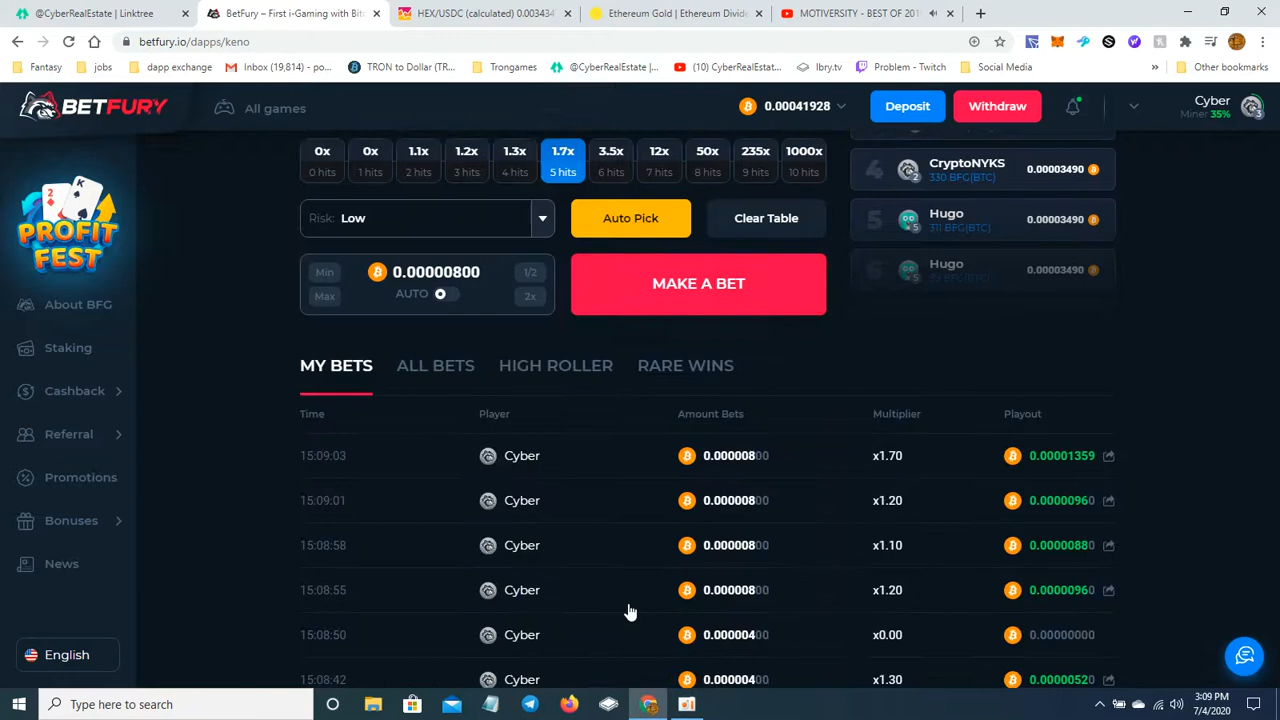 @CyberRealEstate | Linktree
BetFury – First i-Gaming with Bit
HEX/USDC (calculated) 0.003434
Ethereum Gold | Ethereum Divide
MOTIVERSITY - BEST OF 201
betfury.io/dapps/keno
Fantasy
jobs
dapp exchange
Inbox (19,814) - po...
TRON to Dollar (TR...
Trongames
@CyberRealEstate |...
(10) CyberRealEstat...
lbry.tv
Problem - Twitch
Social Media
»
Other bookmarks
BETFURY
All games
0.00041928
Deposit
Withdraw
Cyber
Miner 35%
3
2 K
PROFIT
FEST
About BFG
Staking
Cashback
Referral
Promotions
Bonuses
News
English
0x 0x 1.1x 1.2x 1.3x 1.7x 3.5x 12x 50x 235x 1000x
0 hits 1 hits 2 hits 3 hits 4 hits 5 hits 6 hits 7 hits 8 hits 9 hits 10 hits
Risk: Low
Auto Pick
Clear Table
Min
Max
0.00000800
AUTO
1/2
2x
MAKE A BET
4 2 CryptoNYKS 0.00003490
330 BFG(BTC)
5 5 Hugo 0.00003490
311 BFG(BTC)
Hugo 0.00003490
MY BETS ALL BETS HIGH ROLLER RARE WINS
Time Player Amount Bets Multiplier Playout
15:09:03 Cyber 0.00000800 x1.70 0.00001359
15:09:01 Cyber 0.00000800 x1.20 0.00000960
15:08:58 Cyber 0.00000800 x1.10 0.00000880
15:08:55 Cyber 0.00000800 x1.20 0.00000960
15:08:50 Cyber 0.00000400 x0.00 0.00000000
15:08:42 Cyber 0.00000400 x1.30 0.00000520
Type here to search
3:09 PM
7/4/2020